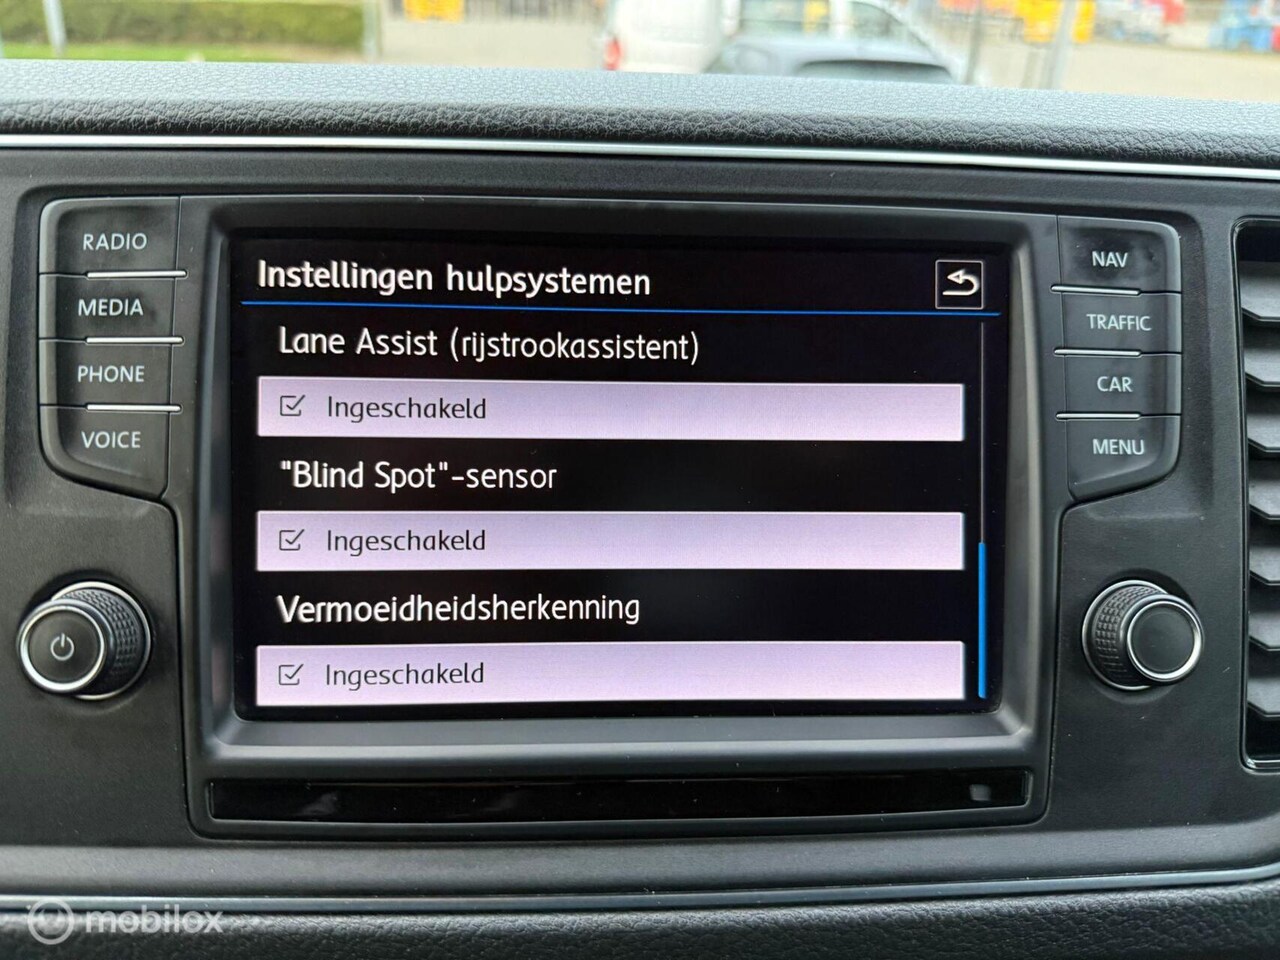 RADIO
MEDIA
PHONE
VOICE
Instellingen hulpsystemen
Lane Assist (rijstrookassistent)
Ingeschakeld
"Blind Spot"-sensor
Ingeschakeld
Vermoeidheidsherkenning
Ingeschakeld
NAV
TRAFFIC
CAR
MENU
mobilox